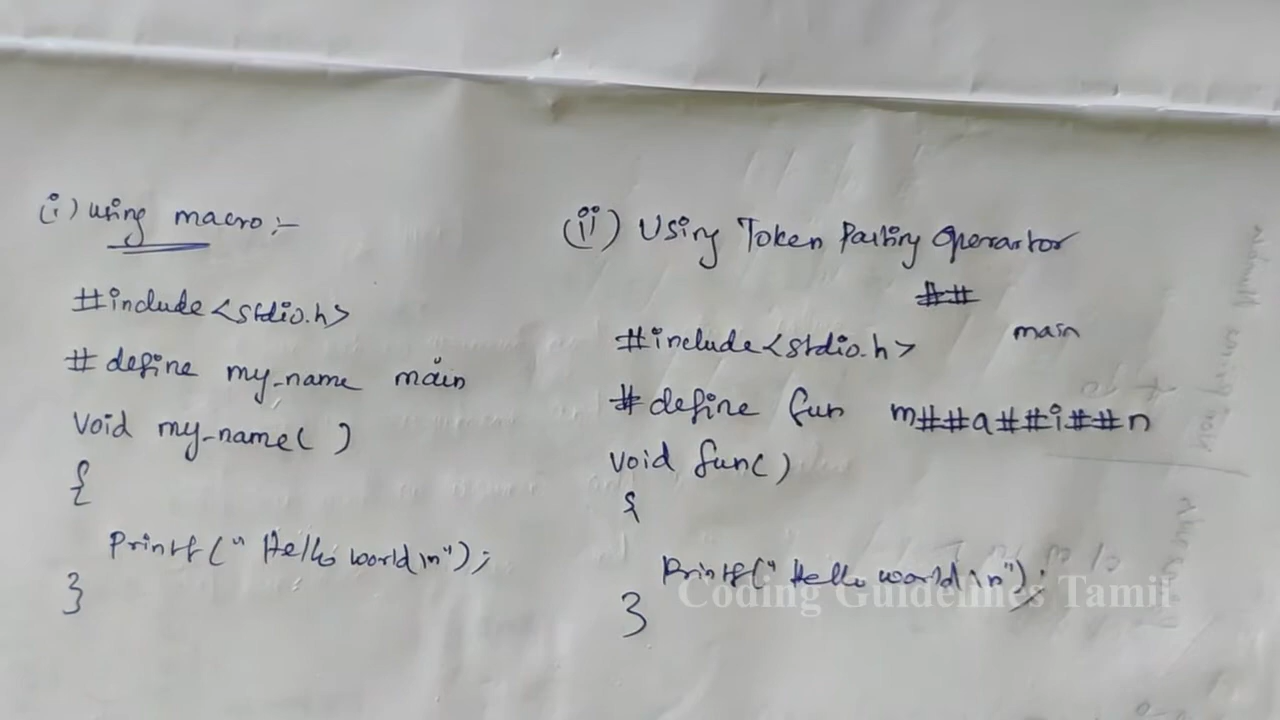 (i) using macro:-
#include<stdio.h>
# define my_name main
void my_name( )
{
printf(" Hello world\n");
}
(ii) Using Token Pasting Operartor
##
main
#include<stdio.h>
# define fun m##a##i##n
void fun( )
{
printf(" Hello world\n");
}
Coding Guidelines Tamil